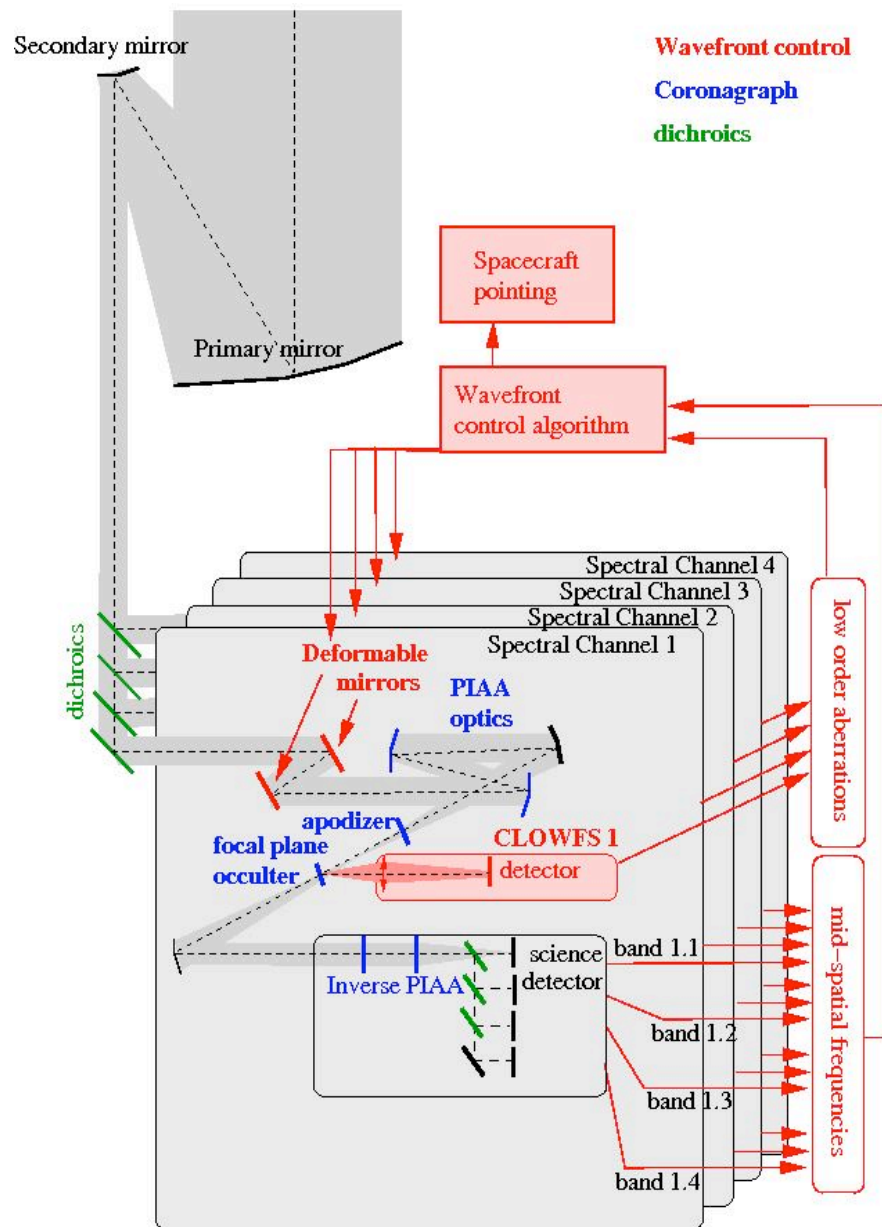 Secondary mirror
Wavefront control
Coronagraph
dichroics
Spacecraft
pointing
Primary mirror
Wavefront
control algorithm
Spectral Channel 4
Spectral Channel 3
Spectral Channel 2
Spectral Channel 1
low order aberrations
dichroics
Deformable
mirrors
PIAA
optics
apodizer
CLOWFS 1
focal plane
occulter
detector
mid-spatial frequencies
science
detector
band 1.1
Inverse PIAA
band 1.2
band 1.3
band 1.4